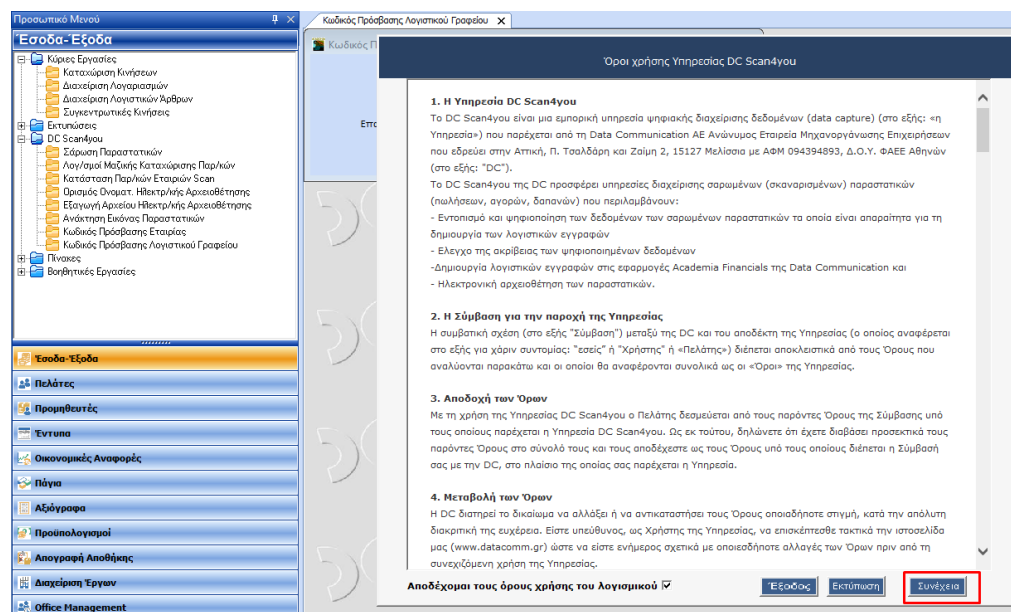 Προσωπικό Μενού
Έσοδα-Έξοδα
Κύριες Εργασίες
Καταχώριση Κινήσεων
Διαχείριση Λογαριασμών
Διαχείριση Λογιστικών Άρθρων
Συγκεντρωτικές Κινήσεις
Εκτυπώσεις
DC Scan4you
Σάρωση Παραστατικών
Λογ/σμοί Μαζικής Καταχώρισης Παρ/κών
Κατάσταση Παρ/κών Εταιριών Scan
Ορισμός Ονοματ. Ηλεκτρ/κής Αρχειοθέτησης
Εξαγωγή Αρχείου Ηλεκτρ/κής Αρχειοθέτησης
Ανάκτηση Εικόνας Παραστατικών
Κωδικός Πρόσβασης Εταιρίας
Κωδικός Πρόσβασης Λογιστικού Γραφείου
Πίνακες
Βοηθητικές Εργασίες
Έσοδα-Έξοδα
Πελάτες
Προμηθευτές
Έντυπα
Οικονομικές Αναφορές
Πάγια
Αξιόγραφα
Προϋπολογισμοί
Απογραφή Αποθήκης
Διαχείριση Έργων
Office Management
Κωδικός Πρόσβασης Λογιστικού Γραφείου
Κωδικός Π
Επ
Όροι χρήσης Υπηρεσίας DC Scan4you
1. Η Υπηρεσία DC Scan4you
Το DC Scan4you είναι μια εμπορική υπηρεσία ψηφιακής διαχείρισης δεδομένων (data capture) (στο εξής: «η
Υπηρεσία») που παρέχεται από τη Data Communication ΑΕ Ανώνυμος Εταιρεία Μηχανοργάνωσης Επιχειρήσεων
που εδρεύει στην Αττική, Π. Τσαλδάρη και Ζαϊμη 2, 15127 Μελίσσια με ΑΦΜ 094394893, Δ.Ο.Υ. ΦΑΕΕ Αθηνών
(στο εξής: "DC").
Το DC Scan4you της DC προσφέρει υπηρεσίες διαχείρισης σαρωμένων (σκαναρισμένων) παραστατικών
(πωλήσεων, αγορών, δαπανών) που περιλαμβάνουν:
- Εντονισμό και ψηφιοποίηση των δεδομένων των σαρωμένων παραστατικών τα οποία είναι απαραίτητα για τη
δημιουργία των λογιστικών εγγραφών
- Ελεγχο της ακρίβειας των ψηφιοποιημένων δεδομένων
-Δημιουργία λογιστικών εγγραφών στις εφαρμογές Academia Financials της Data Communication και
- Ηλεκτρονική αρχειοθέτηση των παραστατικών.
2. Η Σύμβαση για την παροχή της Υπηρεσίας
Η συμβατική σχέση (στο εξής "Σύμβαση") μεταξύ της DC και του αποδέκτη της Υπηρεσίας (ο οποίος αναφέρεται
στο εξής για χάριν συντομίας: "εσείς" ή "Χρήστης" ή «Πελάτης») διέπεται αποκλειστικά από τους Όρους που
αναλύονται παρακάτω και οι οποίοι θα αναφέρονται συνολικά ως οι «Όροι» της Υπηρεσίας.
3. Αποδοχή των Όρων
Με τη χρήση της Υπηρεσίας DC Scan4you ο Πελάτης δεσμεύεται από τους παρόντες Όρους της Σύμβασης υπό
τους οποίους παρέχεται η Υπηρεσία DC Scan4you. Ως εκ τούτου, δηλώνετε ότι έχετε διαβάσει προσεκτικά τους
παρόντες Όρους στο σύνολό τους και τους αποδέχεστε ως τους Όρους υπό τους οποίους διέπεται η Σύμβασή
σας με την DC, στο πλαίσιο της οποίας σας παρέχεται η Υπηρεσία.
4. Μεταβολή των Όρων
Η DC διατηρεί το δικαίωμα να αλλάξει ή να αντικαταστήσει τους Όρους οποιαδήποτε στιγμή, κατά την απόλυτη
διακριτική της ευχέρεια. Είστε υπεύθυνος, ως Χρήστης της Υπηρεσίας, να επισκέπτεσθε τακτικά την ιστοσελίδα
μας (www.datacomm.gr) ώστε να είστε ενήμερος σχετικά με οποιεσδήποτε αλλαγές των Όρων πριν από τη
συνεχιζόμενη χρήση της Υπηρεσίας.
Αποδέχομαι τους όρους χρήσης του λογισμικού
Έξοδος
Εκτύπωση
Συνέχεια